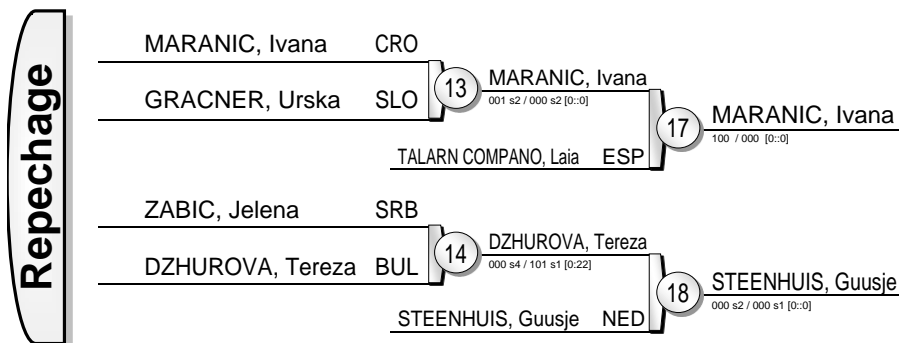 Repechage
MARANIC, Ivana CRO
GRACNER, Urska SLO
13
MARANIC, Ivana
001 s2 / 000 s2 [0::0]
TALARN COMPANO, Laia ESP
17
MARANIC, Ivana
100 / 000 [0::0]
ZABIC, Jelena SRB
DZHUROVA, Tereza BUL
14
DZHUROVA, Tereza
000 s4 / 101 s1 [0:22]
STEENHUIS, Guusje NED
18
STEENHUIS, Guusje
000 s2 / 000 s1 [0::0]